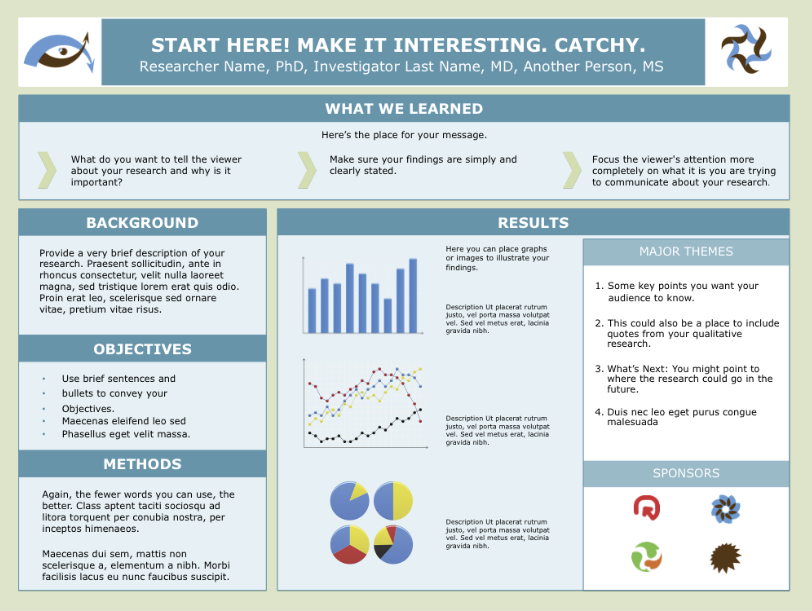 START HERE! MAKE IT INTERESTING. CATCHY.
Researcher Name, PhD, Investigator Last Name, MD, Another Person, MS
WHAT WE LEARNED
Here's the place for your message.
What do you want to tell the viewer
about your research and why is it
important?
Make sure your findings are simply and
clearly stated.
Focus the viewer's attention more
completely on what it is you are trying
to communicate about your research.
BACKGROUND
Provide a very brief description of your
research. Praesent sollicitudin, ante in
rhoncus consectetur, velit nulla laoreet
magna, sed tristique lorem erat quis odio.
Proin erat leo, scelerisque sed ornare
vitae, pretium vitae risus.
OBJECTIVES
• Use brief sentences and
• bullets to convey your
• Objectives.
• Maecenas eleifend leo sed
• Phasellus eget velit massa.
METHODS
Again, the fewer words you can use, the
better. Class aptent taciti sociosqu ad
litora torquent per conubia nostra, per
inceptos himenaeos.
Maecenas dui sem, mattis non
scelerisque a, elementum a nibh. Morbi
facilisis lacus eu nunc faucibus suscipit.
RESULTS
Here you can place graphs
or images to illustrate your
findings.
Description Ut placerat rutrum
justo, vel porta massa volutpat
vel. Sed vel metus erat, lacinia
gravida nibh.
Description Ut placerat rutrum
justo, vel porta massa volutpat
vel. Sed vel metus erat, lacinia
gravida nibh.
Description Ut placerat rutrum
justo, vel porta massa volutpat
vel. Sed vel metus erat, lacinia
gravida nibh.
MAJOR THEMES
1. Some key points you want your
audience to know.
2. This could also be a place to include
quotes from your qualitative
research.
3. What's Next: You might point to
where the research could go in the
future.
4. Duis nec leo eget purus congue
malesuada
SPONSORS